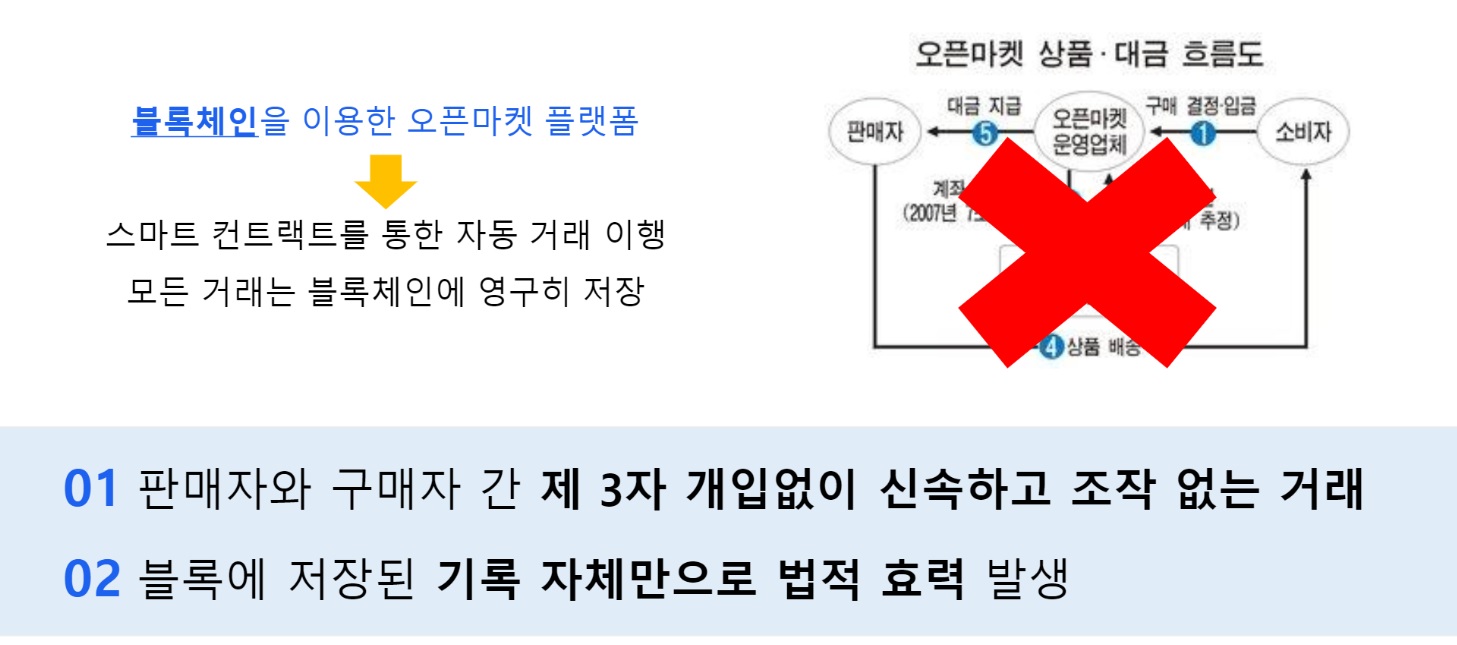 블록체인을 이용한 오픈마켓 플랫폼
스마트 컨트랙트를 통한 자동 거래 이행
모든 거래는 블록체인에 영구히 저장
오픈마켓 상품·대금 흐름도
판매자
대금 지급
5
오픈마켓
운영업체
구매 결정·입금
1
소비자
계좌
(2007년
추정)
4 상품 배송
01 판매자와 구매자 간 제 3자 개입없이 신속하고 조작 없는 거래
02 블록에 저장된 기록 자체만으로 법적 효력 발생